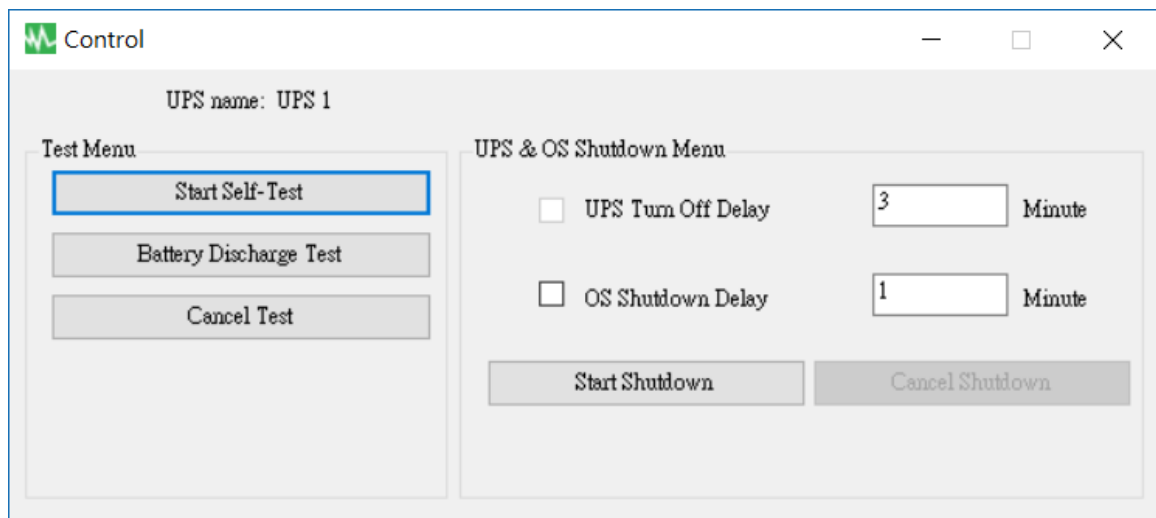 Control
UPS name: UPS 1
Test Menu
Start Self-Test
Battery Discharge Test
Cancel Test
UPS & OS Shutdown Menu
UPS Turn Off Delay 3 Minute
OS Shutdown Delay 1 Minute
Start Shutdown Cancel Shutdown